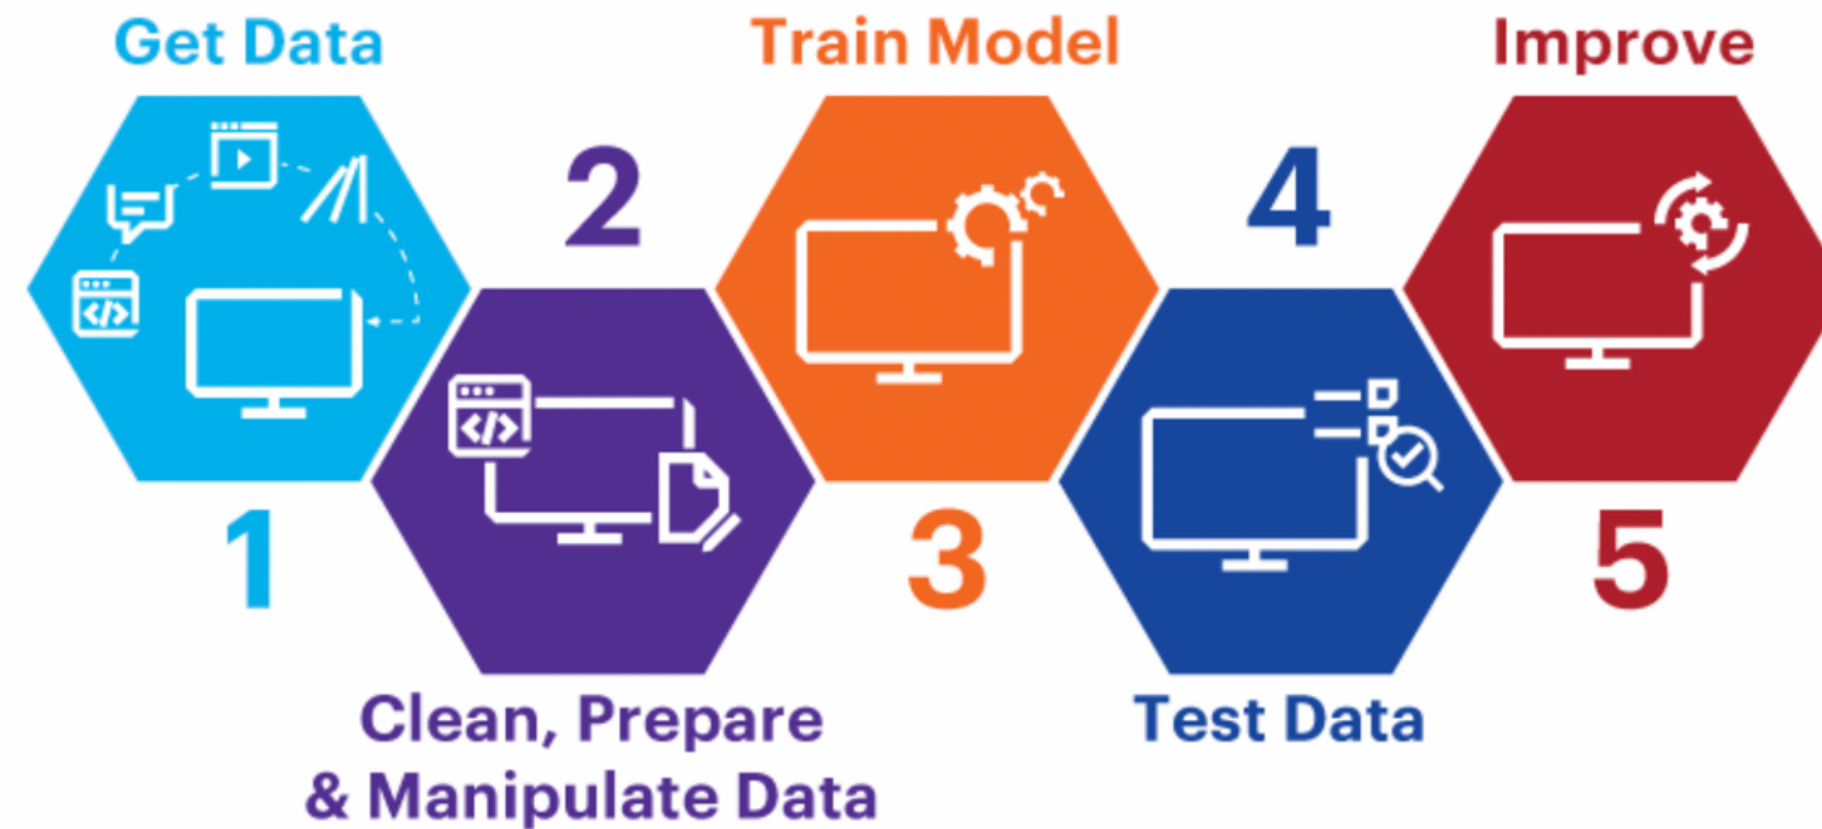 Get Data
1
2
Clean, Prepare
& Manipulate Data
Train Model
3
4
Test Data
Improve
5